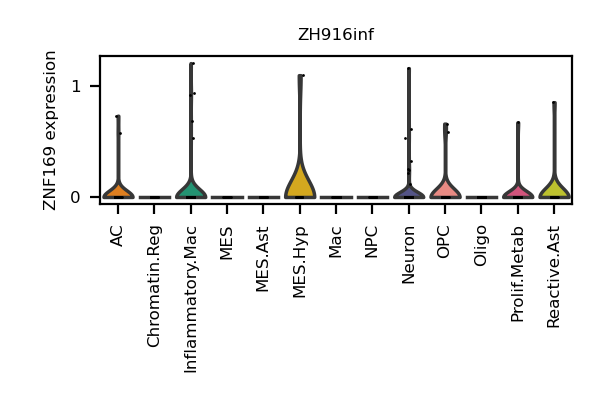 ZH916inf
ZNF169 expression
1
0
AC
Chromatin.Reg
Inflammatory.Mac
MES
MES.Ast
MES.Hyp
Mac
NPC
Neuron
OPC
Oligo
Prolif.Metab
Reactive.Ast